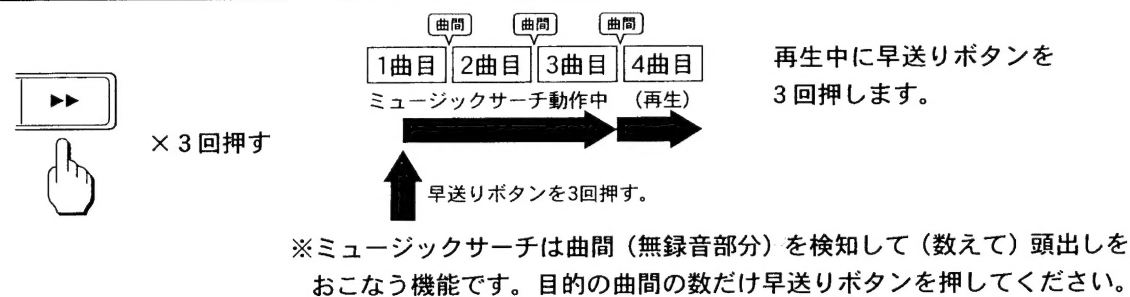 曲間 曲間 曲間
1曲目 2曲目 3曲目 4曲目
ミュージックサーチ動作中 (再生)
×3回押す
早送りボタンを3回押す。
再生中に早送りボタンを
3回押します。
※ミュージックサーチは曲間(無録音部分)を検知して(数えて)頭出しを
おこなう機能です。目的の曲間の数だけ早送りボタンを押してください。